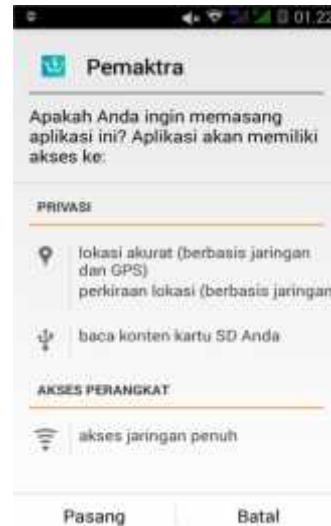 01.22
Pemaktra
Apakah Anda ingin memasang
aplikasi ini? Aplikasi akan memiliki
akses ke:
PRIVASI
lokasi akurat (berbasis jaringan
dan GPS)
perkiraan lokasi (berbasis jaringan
baca konten kartu SD Anda
AKSES PERANGKAT
akses jaringan penuh
Pasang Batal